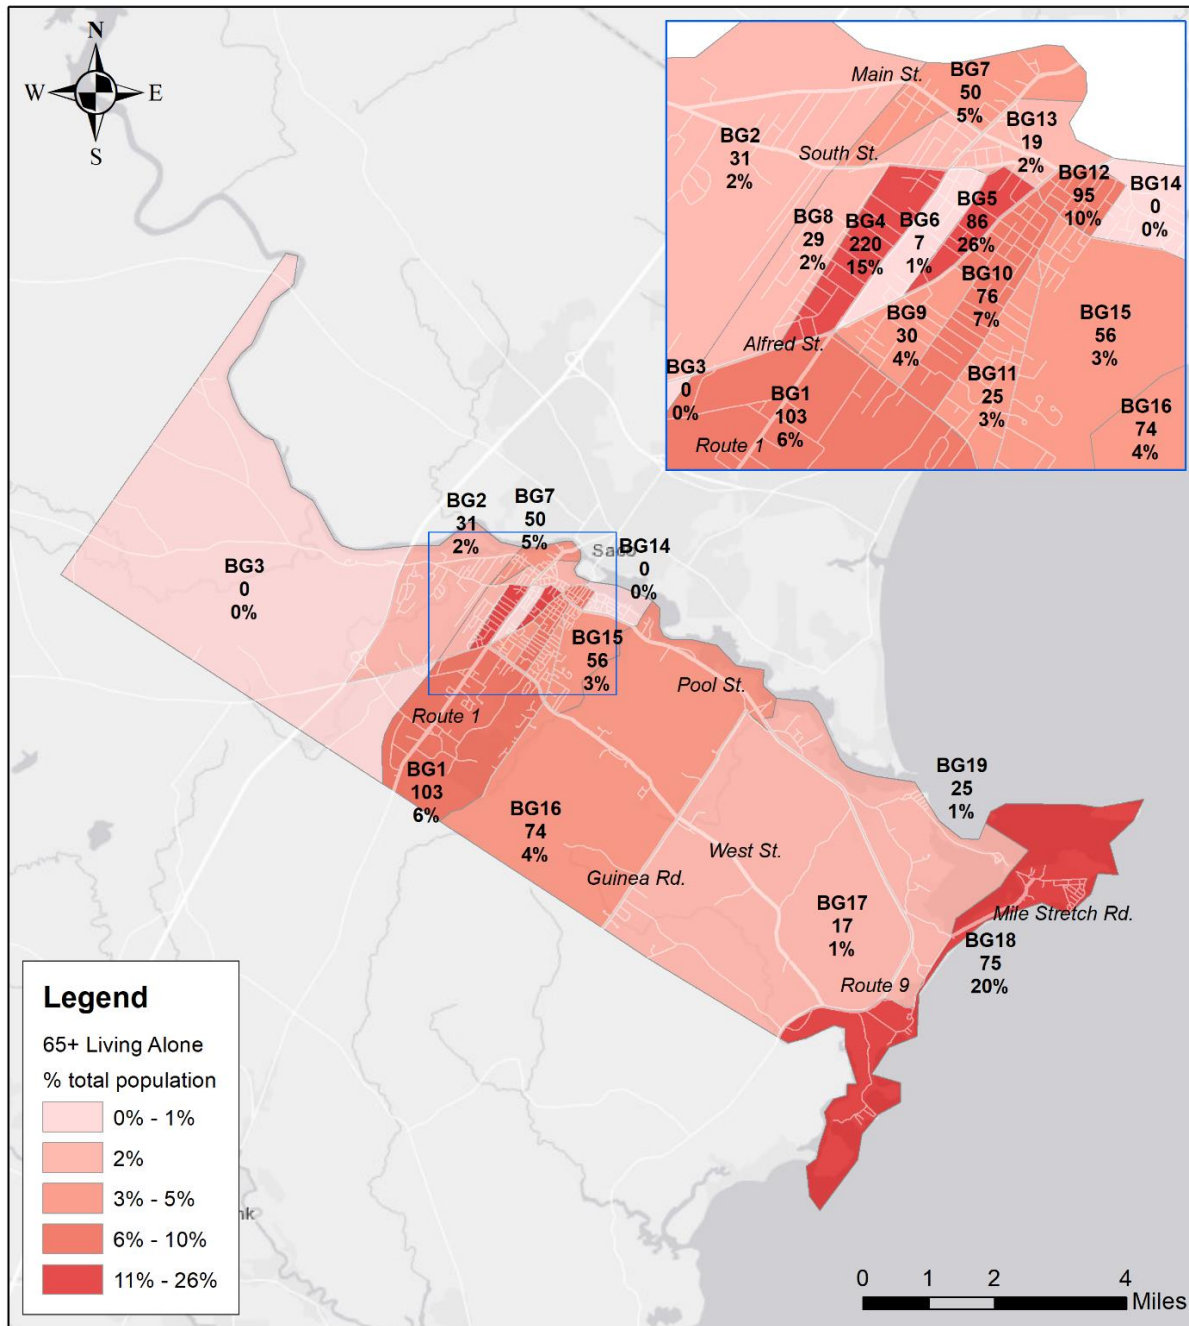 N
W
E
S
Main St.
BG7
50
5%
BG13
19
2%
BG2
31
2%
South St.
BG12
95
10%
BG14
0
0%
BG8
29
2%
BG4
220
15%
BG6
7
1%
BG5
86
26%
BG10
76
7%
BG9
30
4%
BG15
56
3%
Alfred St.
BG3
0
0%
BG1
103
6%
BG11
25
3%
BG16
74
4%
Route 1
BG2
31
2%
BG7
50
5%
BG14
0
0%
BG3
0
0%
BG15
56
3%
Pool St.
Route 1
BG1
103
6%
BG16
74
4%
BG19
25
1%
West St.
Guinea Rd.
BG17
17
1%
Mile Stretch Rd.
BG18
75
20%
Route 9
Legend
65+ Living Alone
% total population
0% - 1%
2%
3% - 5%
6% - 10%
11% - 26%
0 1 2 4
Miles